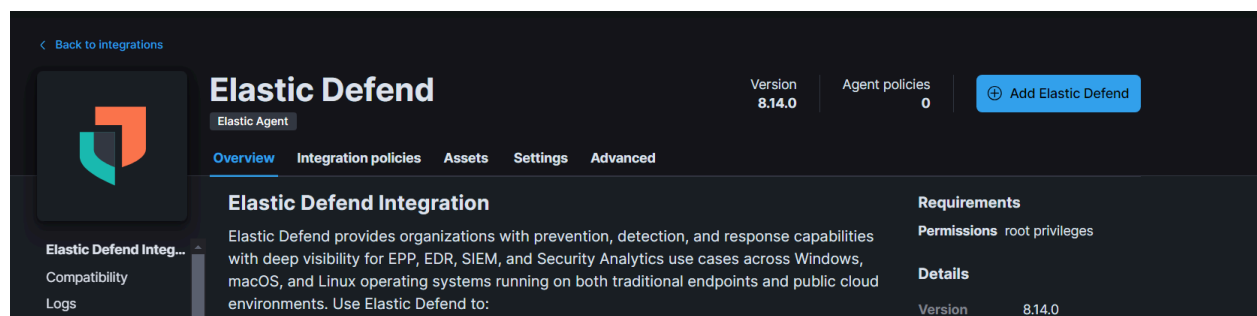 Back to integrations
Elastic Defend
Elastic Agent
Version
8.14.0
Agent policies
0
Add Elastic Defend
Overview Integration policies Assets Settings Advanced
Elastic Defend Integ...
Compatibility
Logs
Elastic Defend Integration
Elastic Defend provides organizations with prevention, detection, and response capabilities
with deep visibility for EPP, EDR, SIEM, and Security Analytics use cases across Windows,
macOS, and Linux operating systems running on both traditional endpoints and public cloud
environments. Use Elastic Defend to:
Requirements
Permissions root privileges
Details
Version 8.14.0